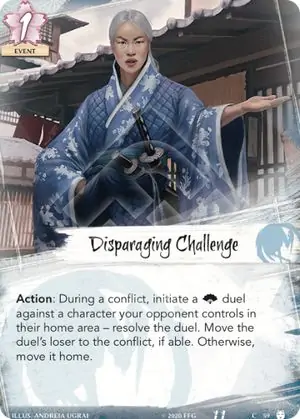 1
EVENT
Disparaging Challenge
Action: During a conflict, initiate a duel
against a character your opponent controls in
their home area – resolve the duel. Move the
duel's loser to the conflict, if able. Otherwise,
move it home.
ILLUS: ANDREIA UGRAI
© 2020 FFG
11
C 59